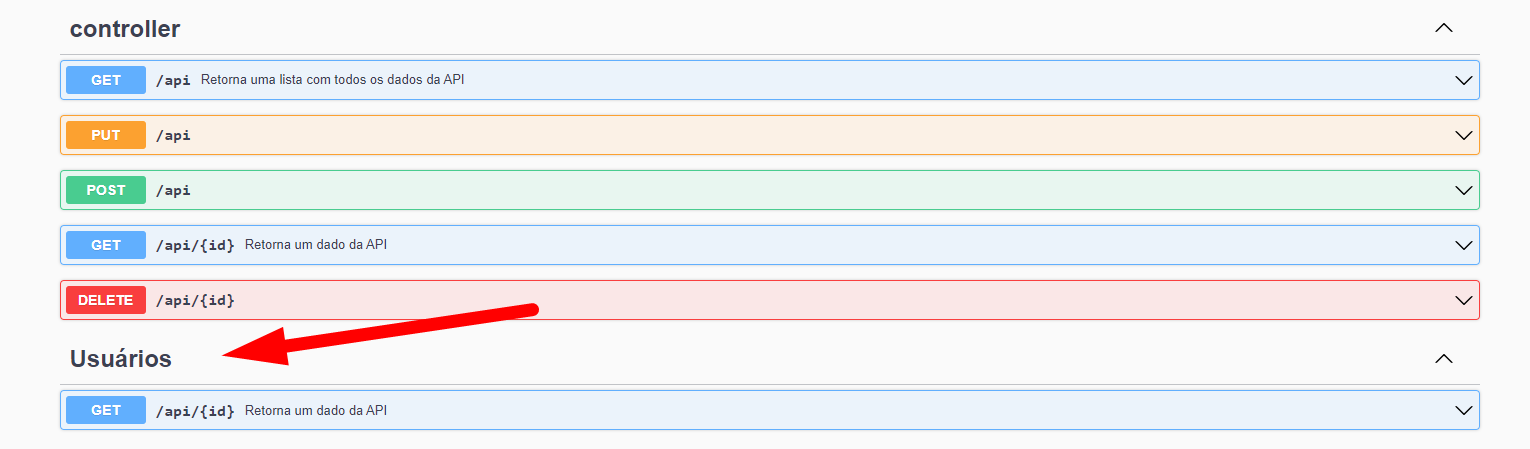 controller
GET /api Retorna uma lista com todos os dados da API
PUT /api
POST /api
GET /api/{id} Retorna um dado da API
DELETE /api/{id}
Usuários
GET /api/{id} Retorna um dado da API